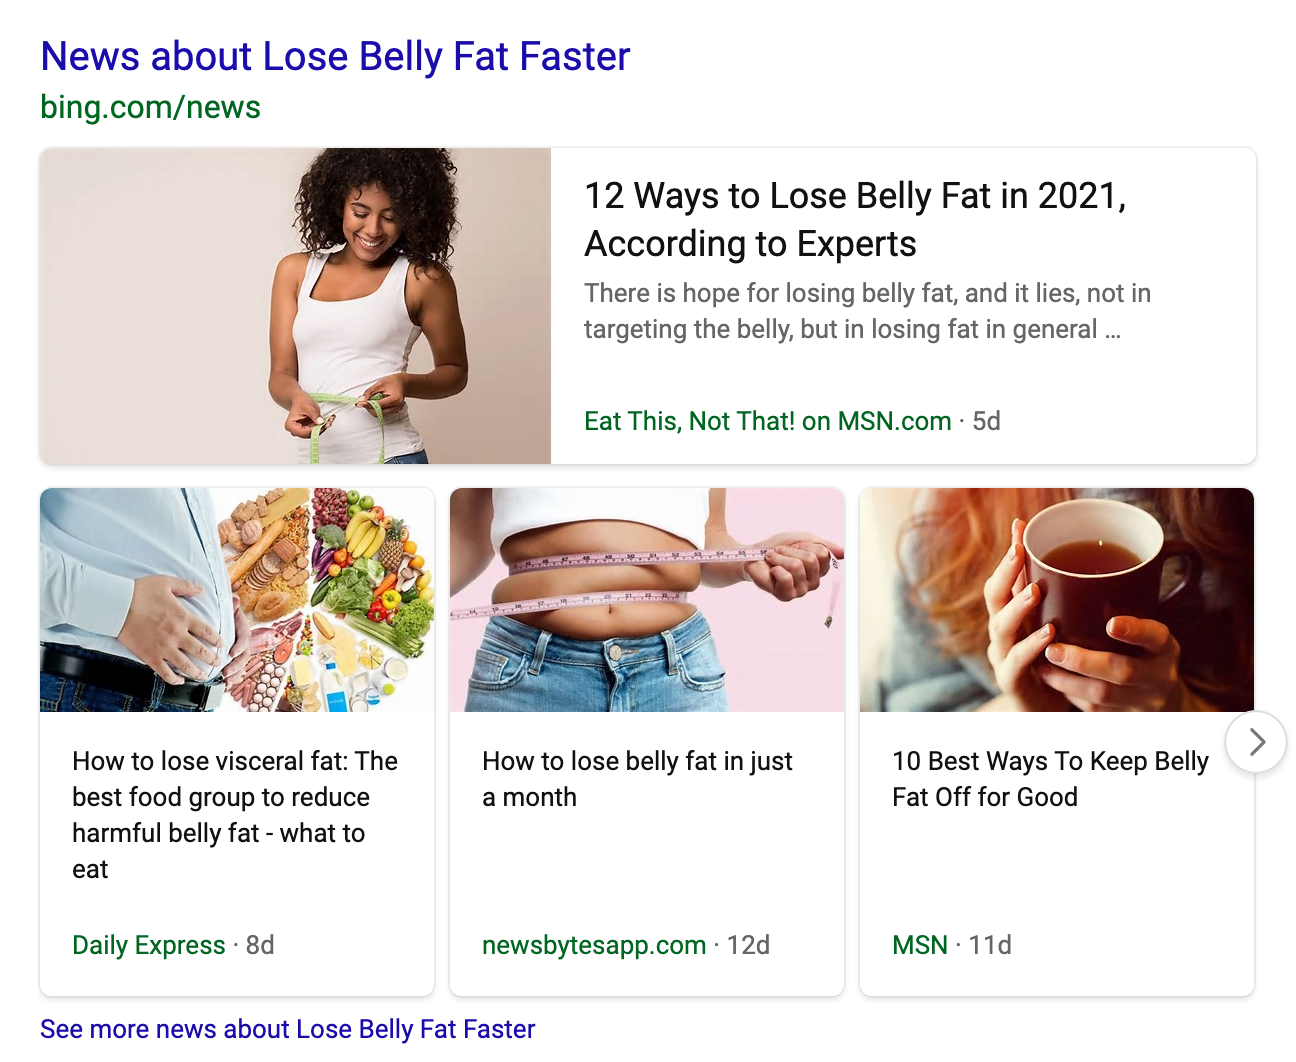 News about Lose Belly Fat Faster
bing.com/news
12 Ways to Lose Belly Fat in 2021,
According to Experts
There is hope for losing belly fat, and it lies, not in
targeting the belly, but in losing fat in general ...
Eat This, Not That! on MSN.com · 5d
How to lose visceral fat: The
best food group to reduce
harmful belly fat - what to
eat
Daily Express · 8d
How to lose belly fat in just
a month
newsbytesapp.com · 12d
10 Best Ways To Keep Belly
Fat Off for Good
MSN · 11d
See more news about Lose Belly Fat Faster